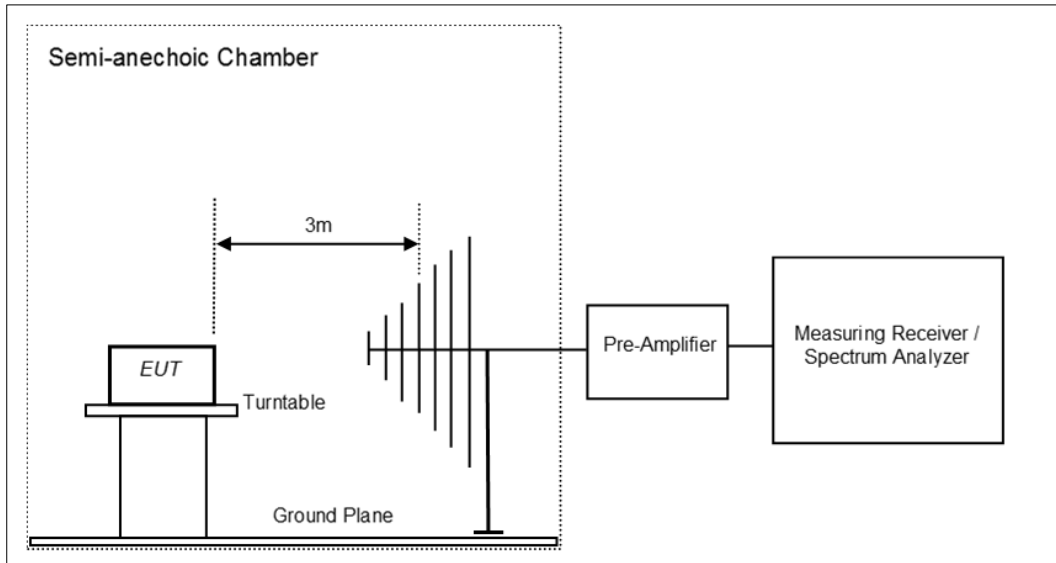 Semi-anechoic Chamber
3m
EUT
Turntable
Ground Plane
Pre-Amplifier
Measuring Receiver /
Spectrum Analyzer